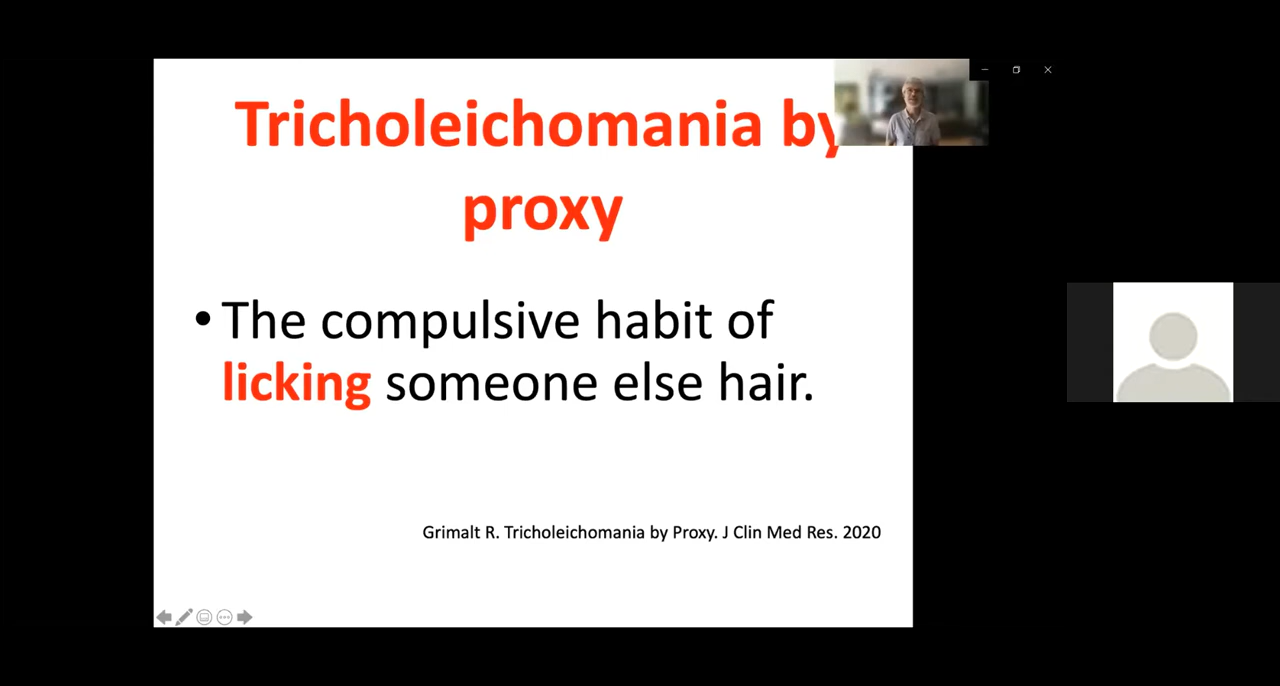 Tricholeichomania by
proxy
• The compulsive habit of
licking someone else hair.
Grimalt R. Tricholeichomania by Proxy. J Clin Med Res. 2020